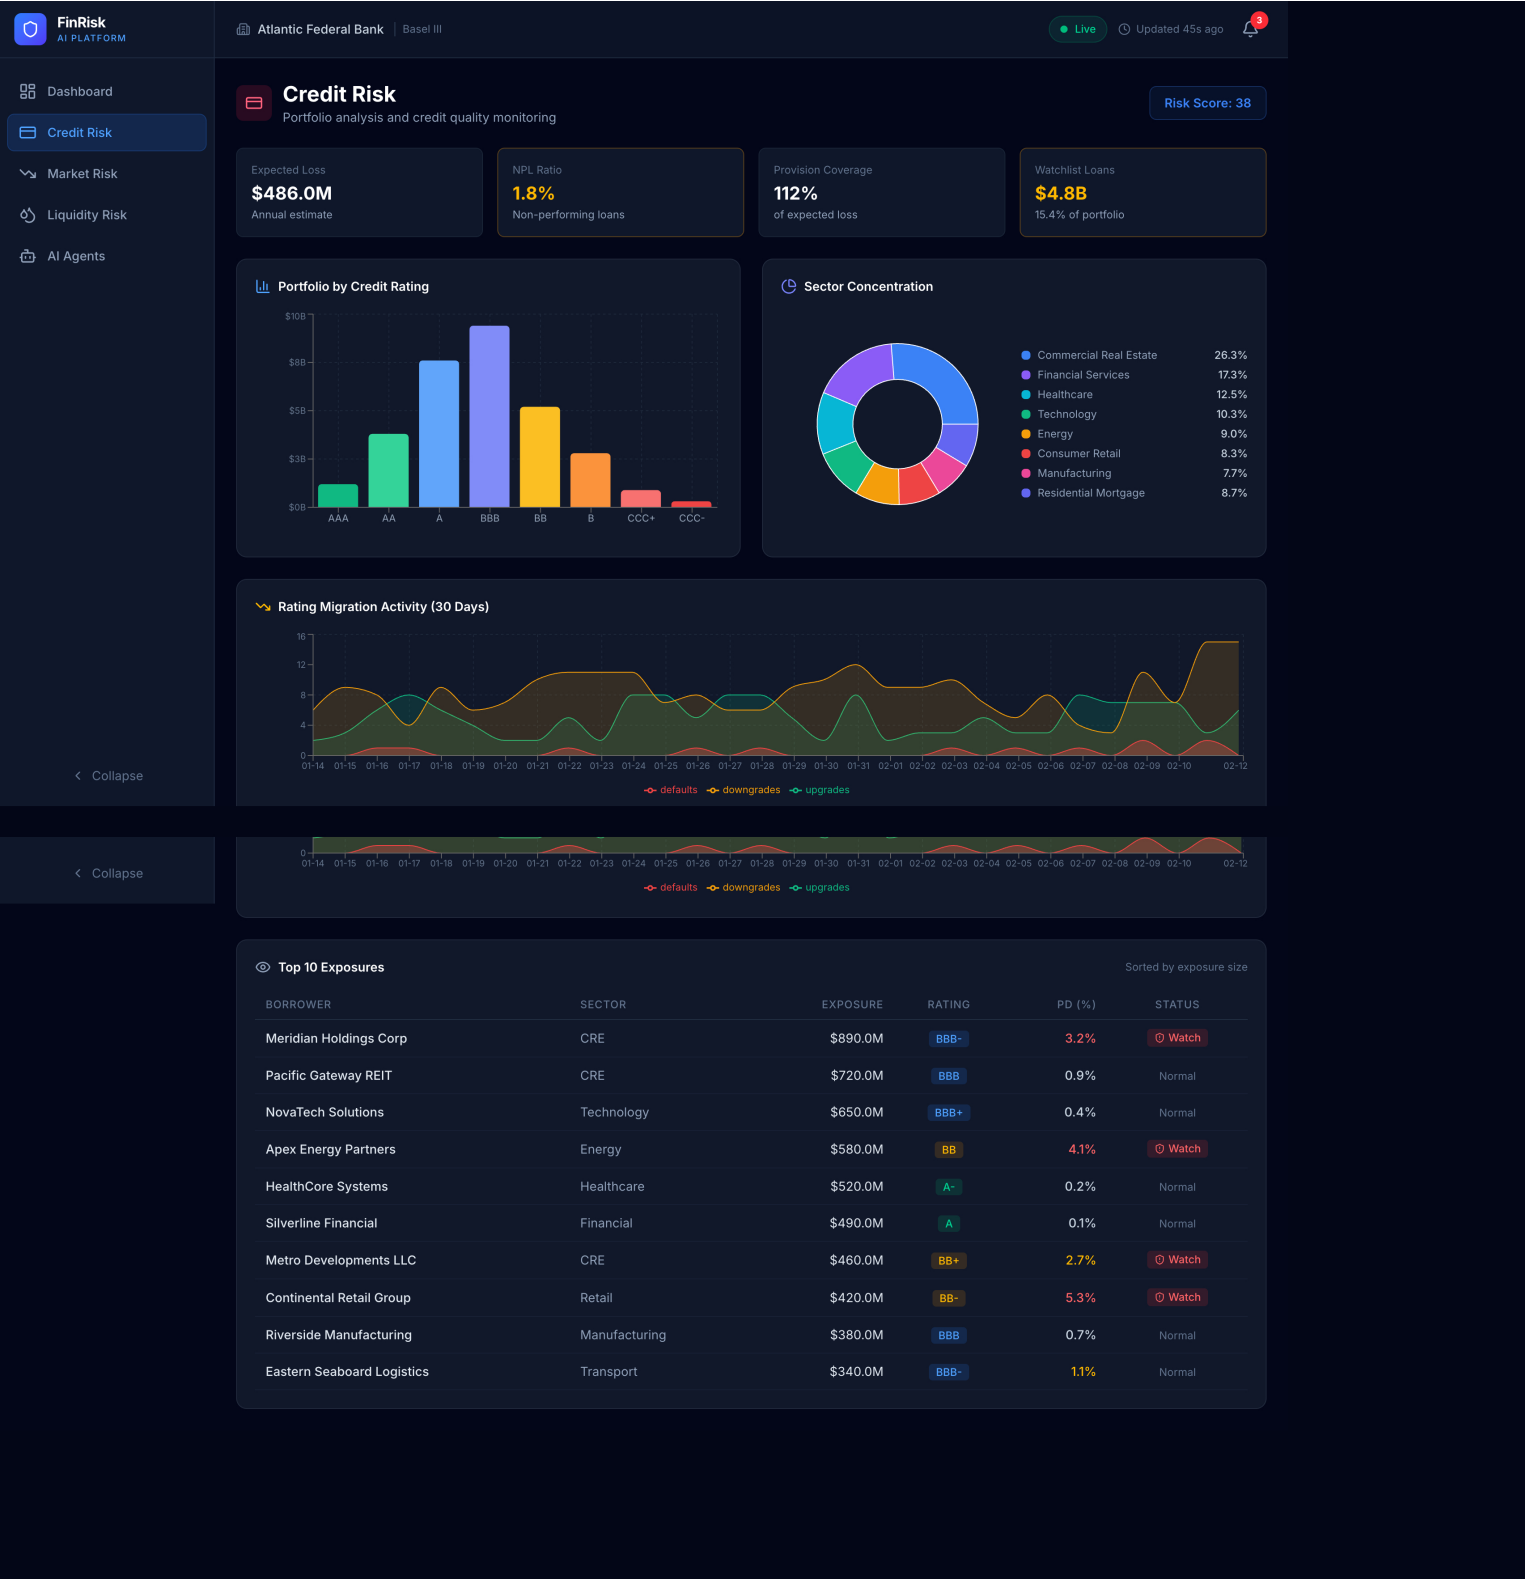 FinRisk
AI PLATFORM
Atlantic Federal Bank | Basel III
Live
Updated 45s ago
3
Dashboard
Credit Risk
Market Risk
Liquidity Risk
AI Agents
Collapse
Credit Risk
Portfolio analysis and credit quality monitoring
Risk Score: 38
Expected Loss
$486.0M
Annual estimate
NPL Ratio
1.8%
Non-performing loans
Provision Coverage
112%
of expected loss
Watchlist Loans
$4.8B
15.4% of portfolio
Portfolio by Credit Rating
$10B
$8B
$5B
$3B
$0B
AAA AA A BBB BB B CCC+ CCC-
Sector Concentration
Commercial Real Estate 26.3%
Financial Services 17.3%
Healthcare 12.5%
Technology 10.3%
Energy 9.0%
Consumer Retail 8.3%
Manufacturing 7.7%
Residential Mortgage 8.7%
Rating Migration Activity (30 Days)
16
12
8
4
0
01-14 01-15 01-16 01-17 01-18 01-19 01-20 01-21 01-22 01-23 01-24 01-25 01-26 01-27 01-28 01-29 01-30 01-31 02-01 02-02 02-03 02-04 02-05 02-06 02-07 02-08 02-09 02-10 02-12
defaults downgrades upgrades
Collapse
0
01-14 01-15 01-16 01-17 01-18 01-19 01-20 01-21 01-22 01-23 01-24 01-25 01-26 01-27 01-28 01-29 01-30 01-31 02-01 02-02 02-03 02-04 02-05 02-06 02-07 02-08 02-09 02-10 02-12
defaults downgrades upgrades
Top 10 Exposures
Sorted by exposure size
BORROWER SECTOR EXPOSURE RATING PD (%) STATUS
Meridian Holdings Corp CRE $890.0M BBB- 3.2% Watch
Pacific Gateway REIT CRE $720.0M BBB 0.9% Normal
NovaTech Solutions Technology $650.0M BBB+ 0.4% Normal
Apex Energy Partners Energy $580.0M BB 4.1% Watch
HealthCore Systems Healthcare $520.0M A- 0.2% Normal
Silverline Financial Financial $490.0M A 0.1% Normal
Metro Developments LLC CRE $460.0M BB+ 2.7% Watch
Continental Retail Group Retail $420.0M BB- 5.3% Watch
Riverside Manufacturing Manufacturing $380.0M BBB 0.7% Normal
Eastern Seaboard Logistics Transport $340.0M BBB- 1.1% Normal